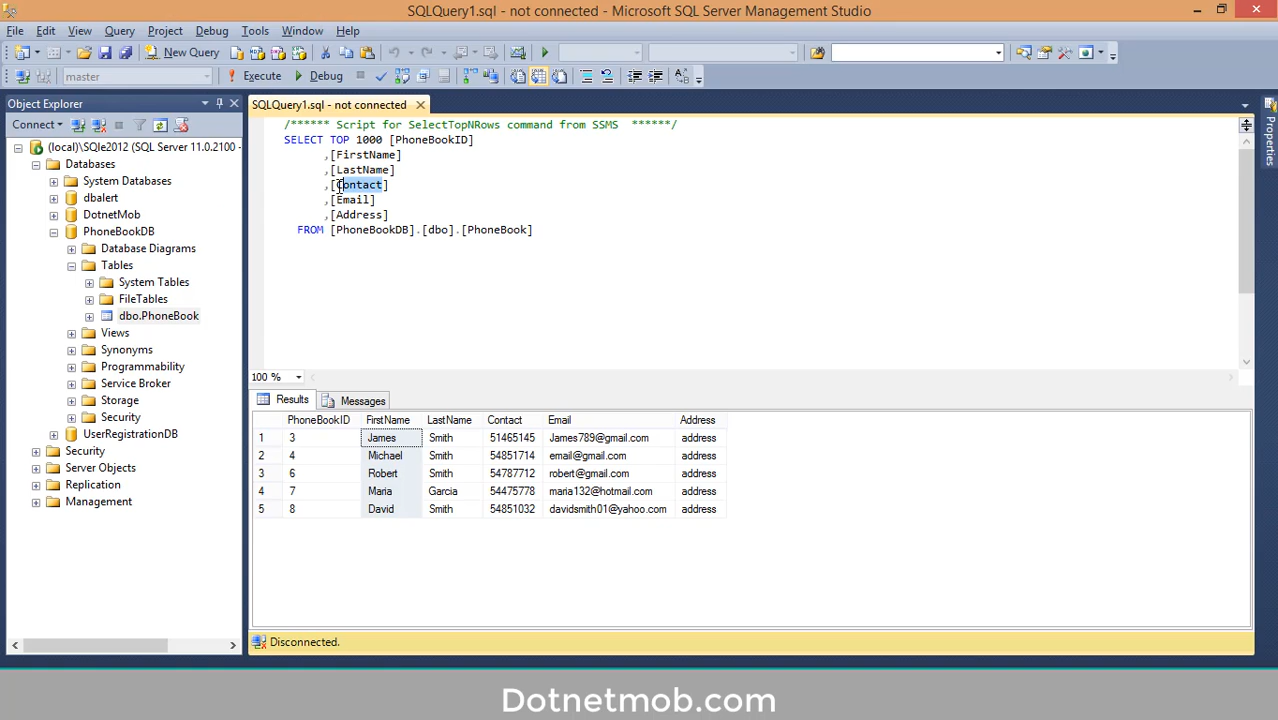 SQLQuery1.sql - not connected - Microsoft SQL Server Management Studio
File Edit View Query Project Debug Tools Window Help
New Query
master Execute Debug
Object Explorer
SQLQuery1.sql - not connected
Connect
(local)\SQle2012 (SQL Server 11.0.2100 -
Databases
System Databases
dbalert
DotnetMob
PhoneBookDB
Database Diagrams
Tables
System Tables
FileTables
dbo.PhoneBook
Views
Synonyms
Programmability
Service Broker
Storage
Security
UserRegistrationDB
Security
Server Objects
Replication
Management
/****** Script for SelectTopNRows command from SSMS ******/
SELECT TOP 1000 [PhoneBookID]
,[FirstName]
,[LastName]
,[Contact]
,[Email]
,[Address]
FROM [PhoneBookDB].[dbo].[PhoneBook]
100 %
Results Messages
PhoneBookID FirstName LastName Contact Email Address
1 3 James Smith 51465145 James789@gmail.com address
2 4 Michael Smith 54851714 email@gmail.com address
3 6 Robert Smith 54787712 robert@gmail.com address
4 7 Maria Garcia 54475778 maria132@hotmail.com address
5 8 David Smith 54851032 davidsmith01@yahoo.com address
Disconnected.
Properties
Dotnetmob.com